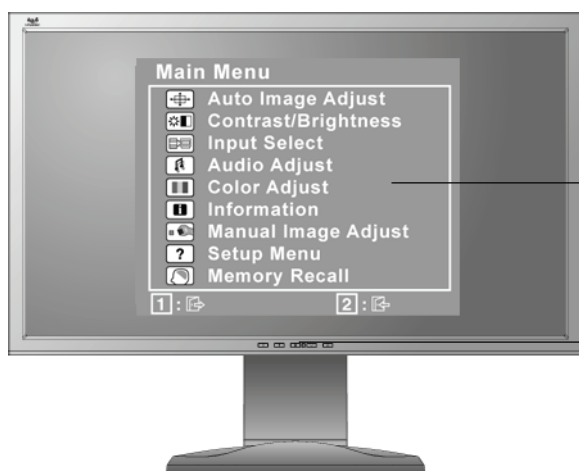 Main Menu
Auto Image Adjust
Contrast/Brightness
Input Select
Audio Adjust
Color Adjust
Information
Manual Image Adjust
? Setup Menu
Memory Recall
1 : 2 :